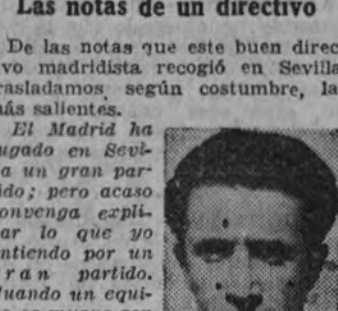 Las notas de un directivo
De las notas que este buen direc
vo madridista recogió en Sevilla
rasladamos, según costumbre, la
nás salientes.
El Madrid ha
ugado en Sevi-
a un gran par-
ido; pero acaso
onvenga expli-
ar lo que yo
ntiendo por un
ran partido.
uando un equi-